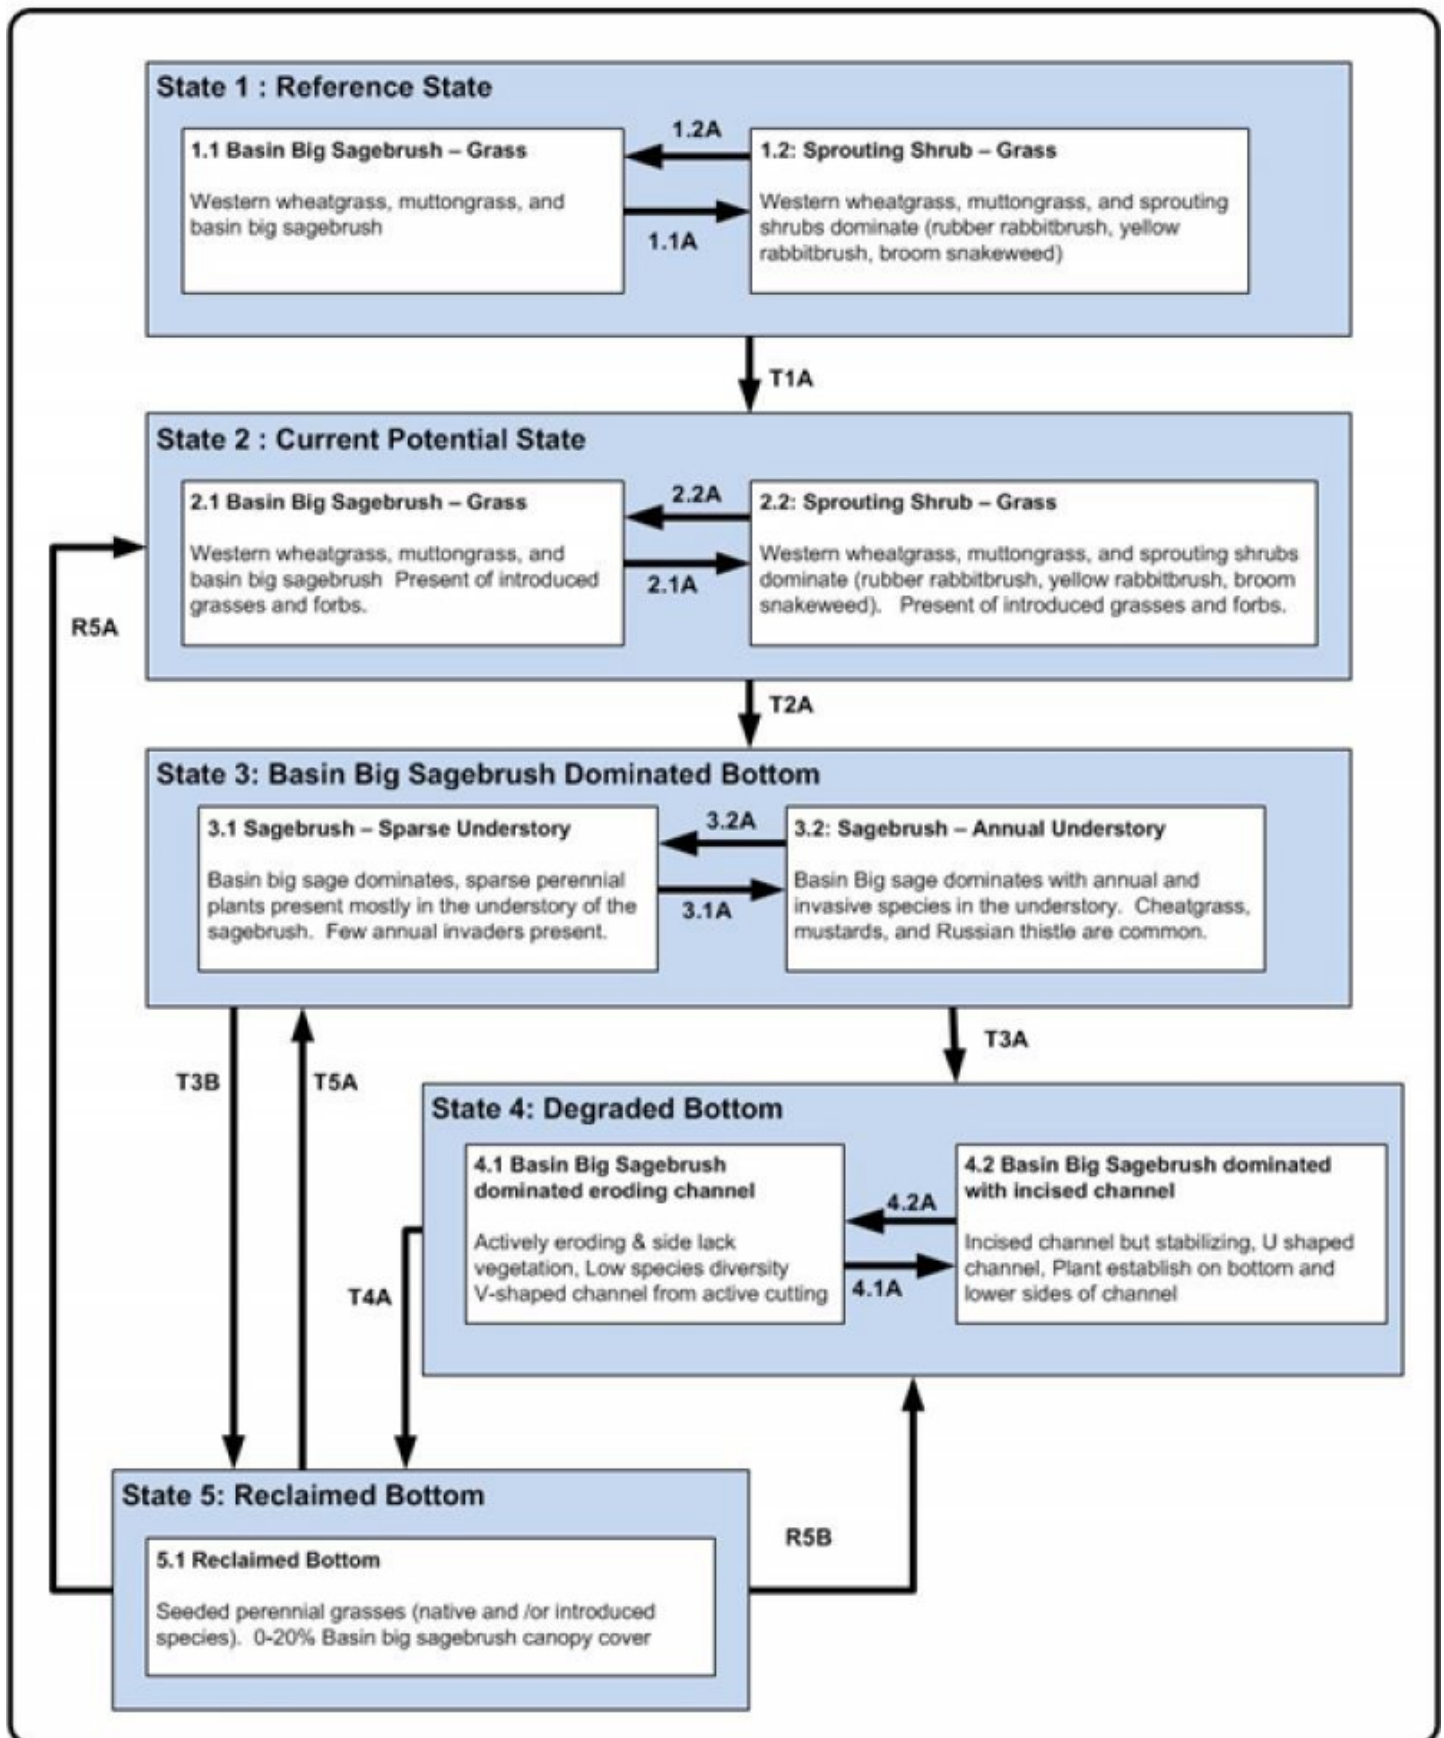 State 1 : Reference State
1.1 Basin Big Sagebrush – Grass
Western wheatgrass, muttongrass, and
basin big sagebrush
1.2A
1.1A
1.2: Sprouting Shrub – Grass
Western wheatgrass, muttongrass, and sprouting
shrubs dominate (rubber rabbitbrush, yellow
rabbitbrush, broom snakeweed)
T1A
State 2 : Current Potential State
2.1 Basin Big Sagebrush – Grass
Western wheatgrass, muttongrass, and
basin big sagebrush  Present of introduced
grasses and forbs.
2.2A
2.1A
2.2: Sprouting Shrub – Grass
Western wheatgrass, muttongrass, and sprouting shrubs
dominate (rubber rabbitbrush, yellow rabbitbrush, broom
snakeweed).   Present of introduced grasses and forbs.
R5A
T2A
State 3: Basin Big Sagebrush Dominated Bottom
3.1 Sagebrush – Sparse Understory
Basin big sage dominates, sparse perennial
plants present mostly in the understory of the
sagebrush.  Few annual invaders present.
3.2A
3.1A
3.2: Sagebrush – Annual Understory
Basin Big sage dominates with annual and
invasive species in the understory.  Cheatgrass,
mustards, and Russian thistle are common.
T3A
T3B
T5A
State 4: Degraded Bottom
4.1 Basin Big Sagebrush
dominated eroding channel
Actively eroding & side lack
vegetation, Low species diversity
V-shaped channel from active cutting
4.2A
4.1A
4.2 Basin Big Sagebrush dominated
with incised channel
Incised channel but stabilizing, U shaped
channel, Plant establish on bottom and
lower sides of channel
T4A
State 5: Reclaimed Bottom
5.1 Reclaimed Bottom
Seeded perennial grasses (native and /or introduced
species).  0-20% Basin big sagebrush canopy cover
R5B